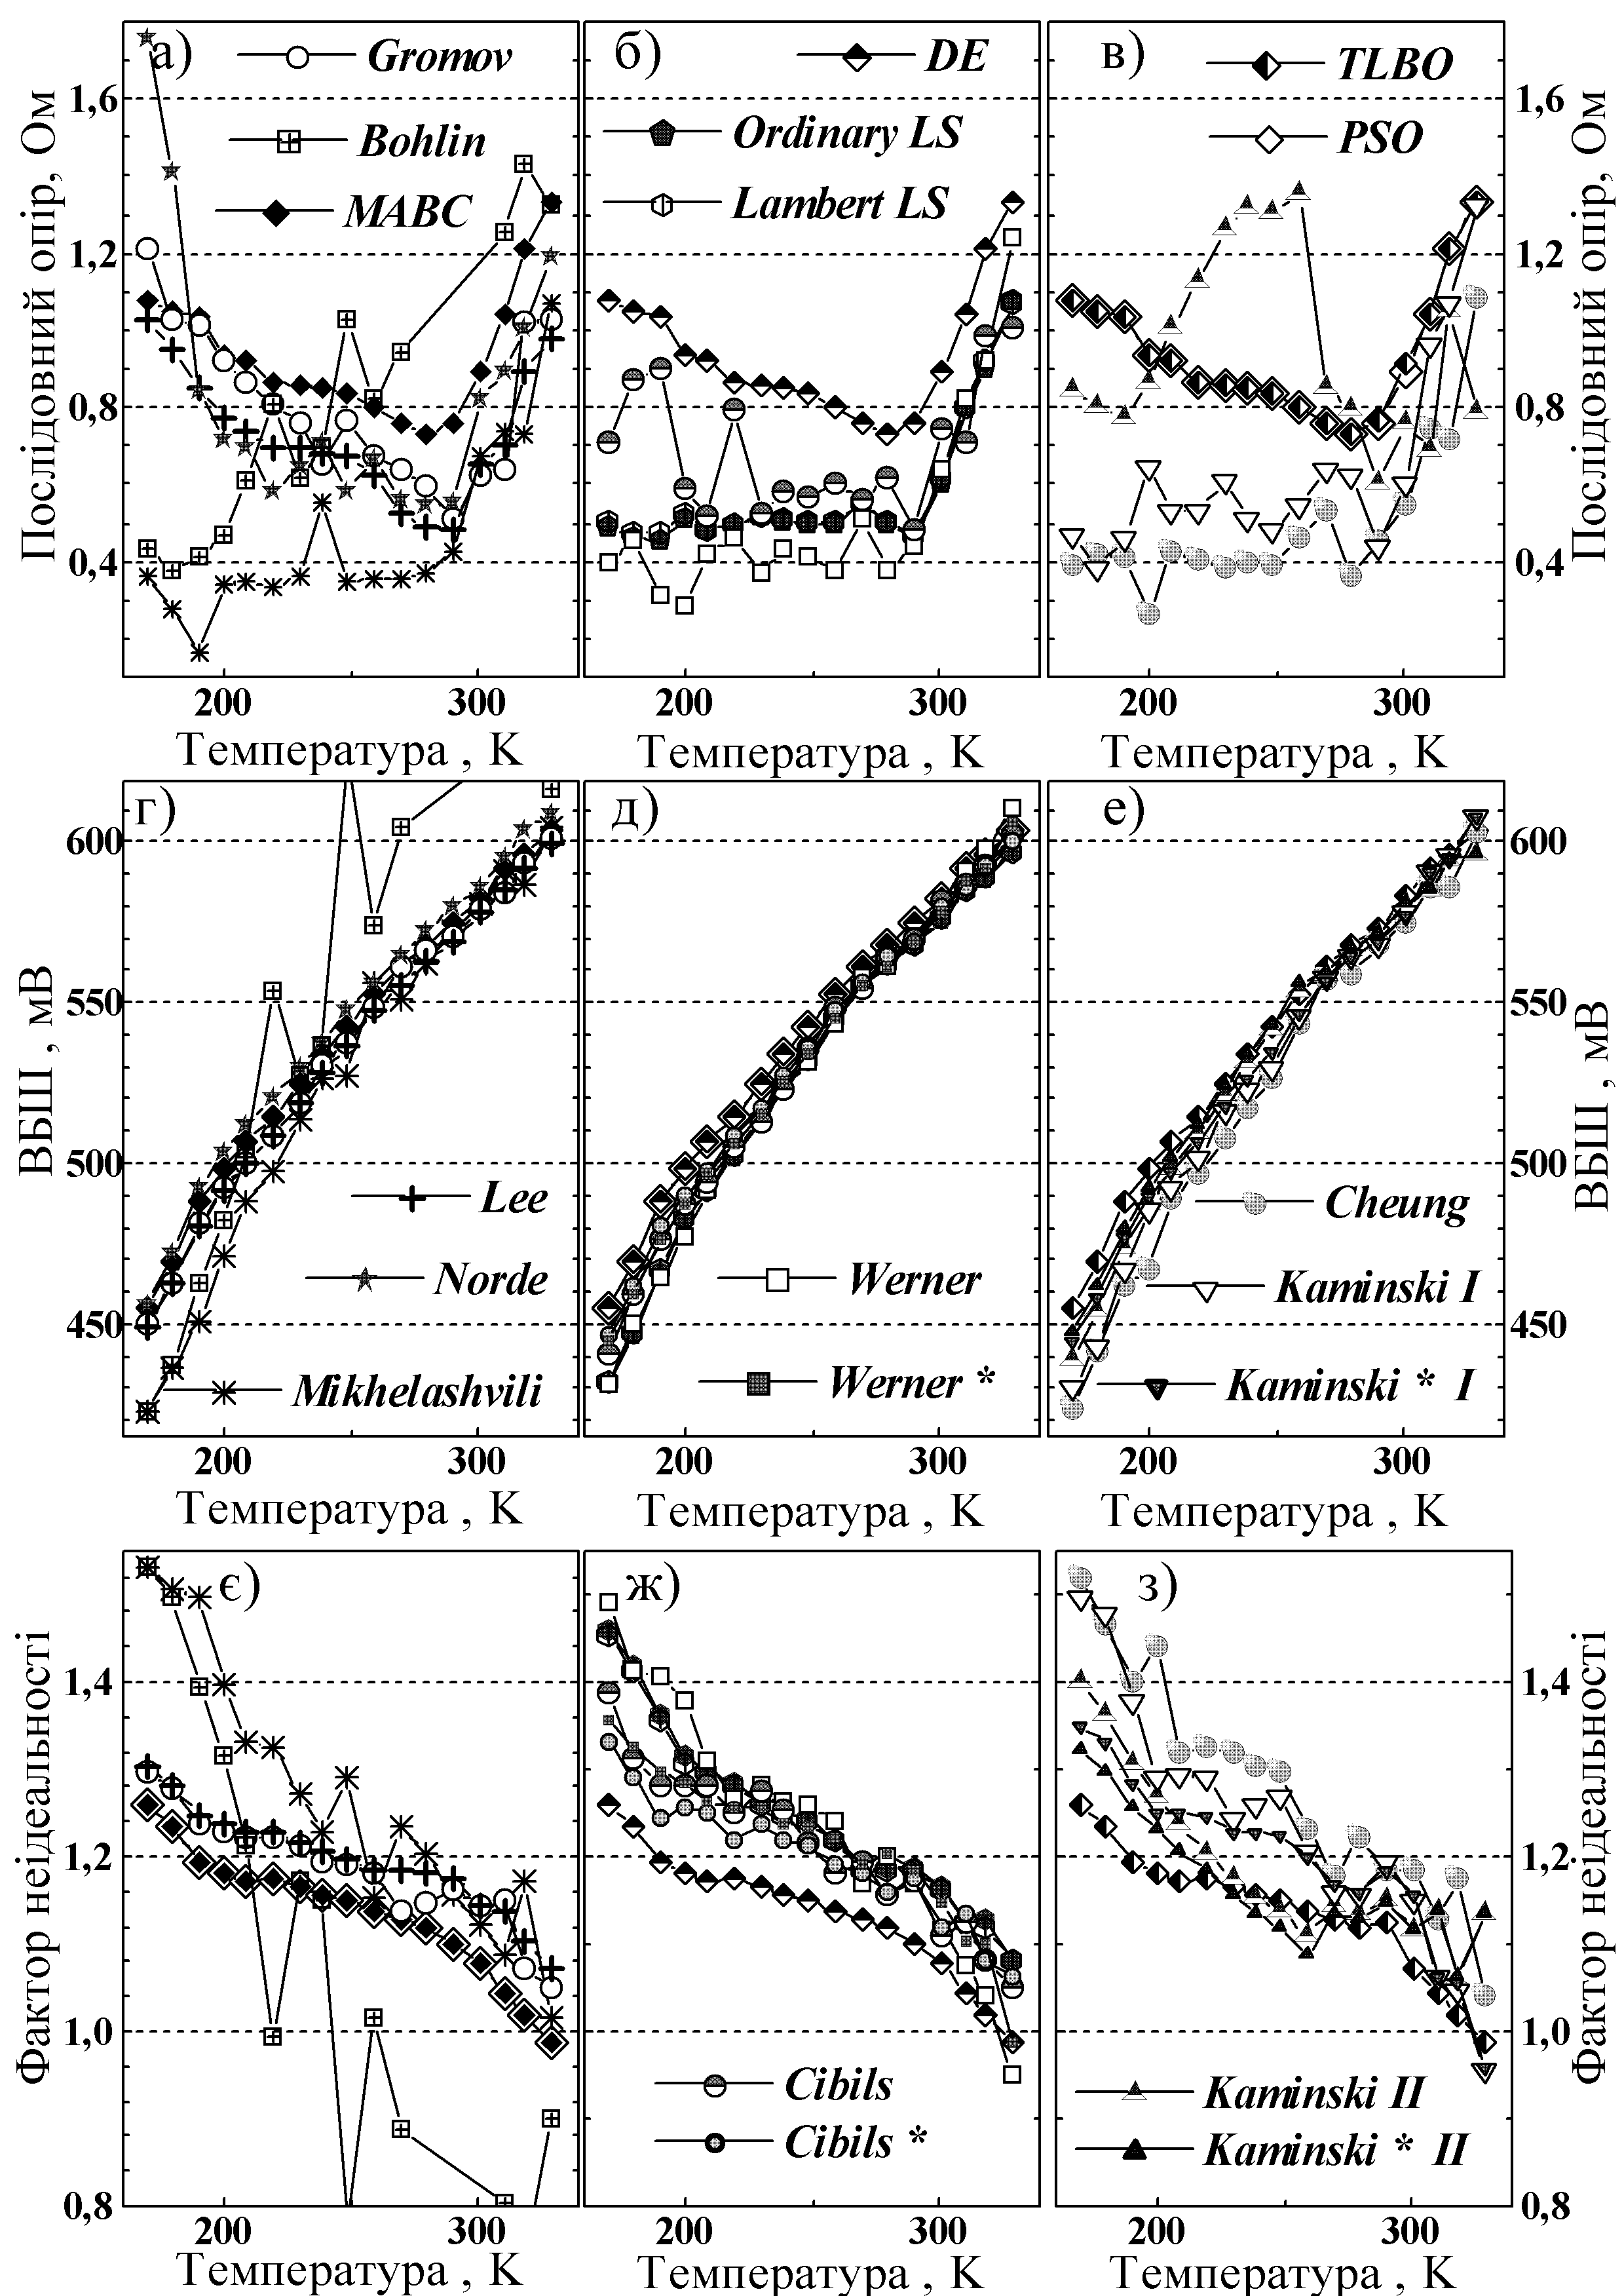 а)
Gromov
Bohlin
MABC
б)
DE
Ordinary LS
Lambert LS
в)
TLBO
PSO
Послідовний опір, Ом
1,6
1,2
0,8
0,4
1,6
1,2
0,8
0,4
Послідовний опір, Ом
200 300
200 300
200 300
Температура , К
Температура , К
Температура , К
г)
Lee
Norde
Mikhelashvili
д)
Werner
Werner *
е)
Cheung
Kaminski I
Kaminski * I
ВБШ , мВ
600
550
500
450
600
550
500
450
ВБШ , мВ
200 300
200 300
200 300
Температура , К
Температура , К
Температура , К
є)
ж)
Cibils
Cibils *
з)
Kaminski II
Kaminski * II
Фактор неідеальності
1,4
1,2
1,0
0,8
1,4
1,2
1,0
0,8
Фактор неідеальності
200 300
200 300
200 300
Температура , К
Температура , К
Температура , К